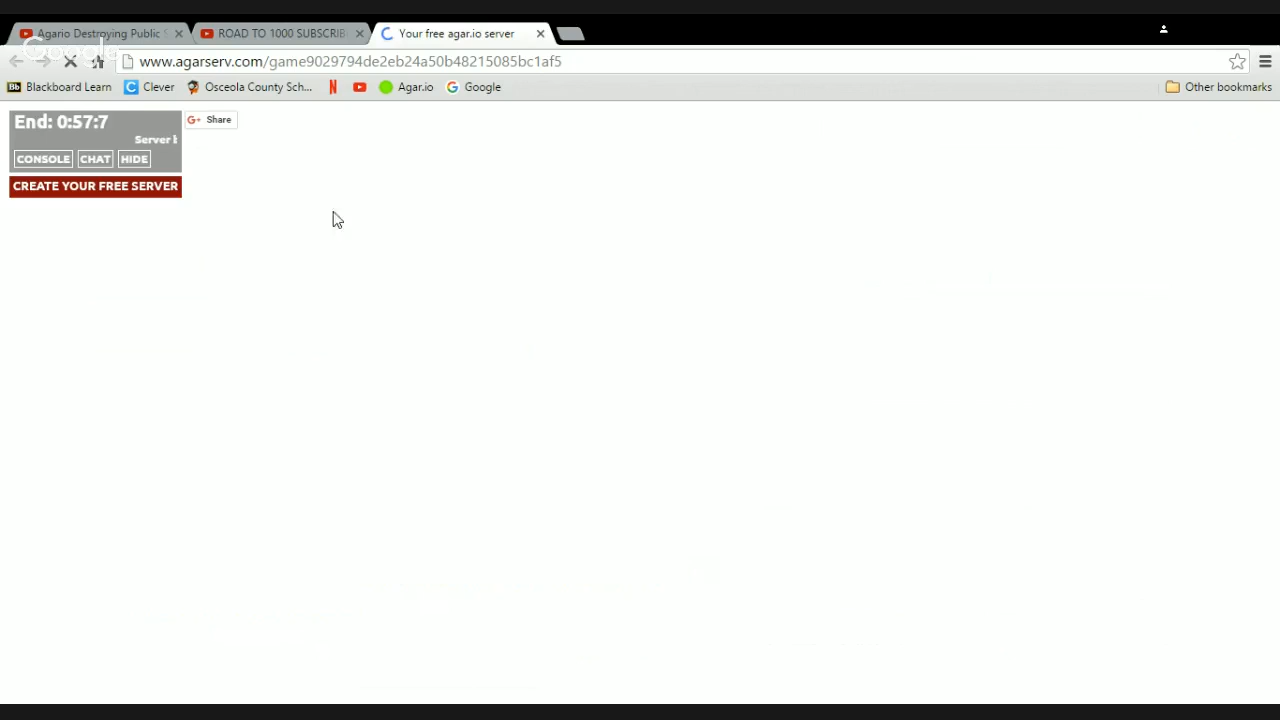 Agario Destroying Public S
ROAD TO 1000 SUBSCRIB
Your free agar.io server
www.agarserv.com/game9029794de2eb24a50b48215085bc1af5
Blackboard Learn
Clever
Osceola County Sch...
Agar.io
Google
Other bookmarks
End: 0:57:7
Share
Server
CONSOLE CHAT HIDE
CREATE YOUR FREE SERVER